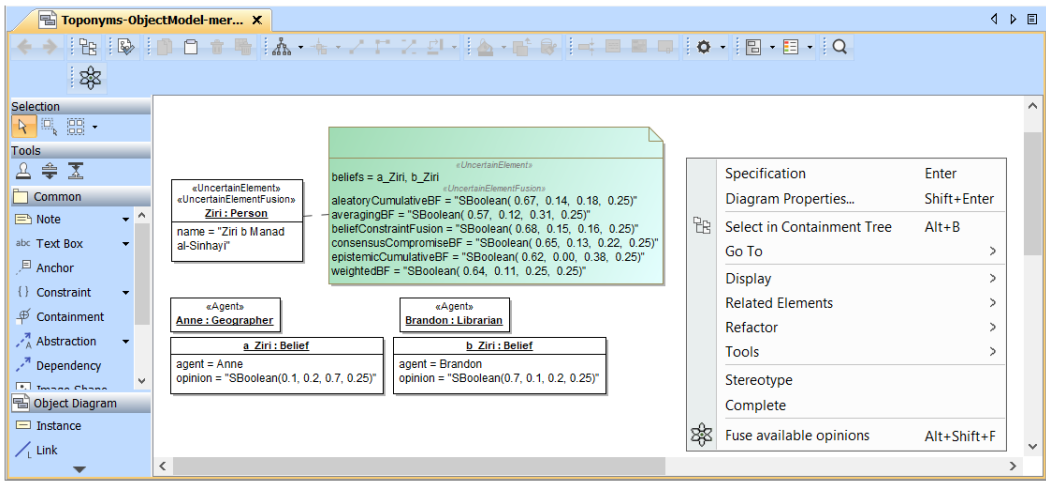 Toponyms-ObjectModel-mer... X
Selection
Tools
Common
Note
abc Text Box
Anchor
{} Constraint
Containment
Abstraction
Dependency
Image Shape
Object Diagram
Instance
Link
«UncertainElement»
«UncertainElementFusion»
Ziri : Person
name = "Ziri b Manad
al-Sinhayi"
«UncertainElement»
beliefs = a_Ziri, b_Ziri
«UncertainElementFusion»
aleatoryCumulativeBF = "SBoolean( 0.67, 0.14, 0.18, 0.25)"
averagingBF = "SBoolean( 0.57, 0.12, 0.31, 0.25)"
beliefConstraintFusion = "SBoolean( 0.68, 0.15, 0.16, 0.25)"
consensusCompromiseBF = "SBoolean( 0.65, 0.13, 0.22, 0.25)"
epistemicCumulativeBF = "SBoolean( 0.62, 0.00, 0.38, 0.25)"
weightedBF = "SBoolean( 0.64, 0.11, 0.25, 0.25)"
«Agent»
Anne : Geographer
«Agent»
Brandon : Librarian
a_Ziri : Belief
agent = Anne
opinion = "SBoolean(0.1, 0.2, 0.7, 0.25)"
b_Ziri : Belief
agent = Brandon
opinion = "SBoolean(0.7, 0.1, 0.2, 0.25)"
Specification Enter
Diagram Properties... Shift+Enter
Select in Containment Tree Alt+B
Go To >
Display >
Related Elements >
Refactor >
Tools >
Stereotype
Complete
Fuse available opinions Alt+Shift+F